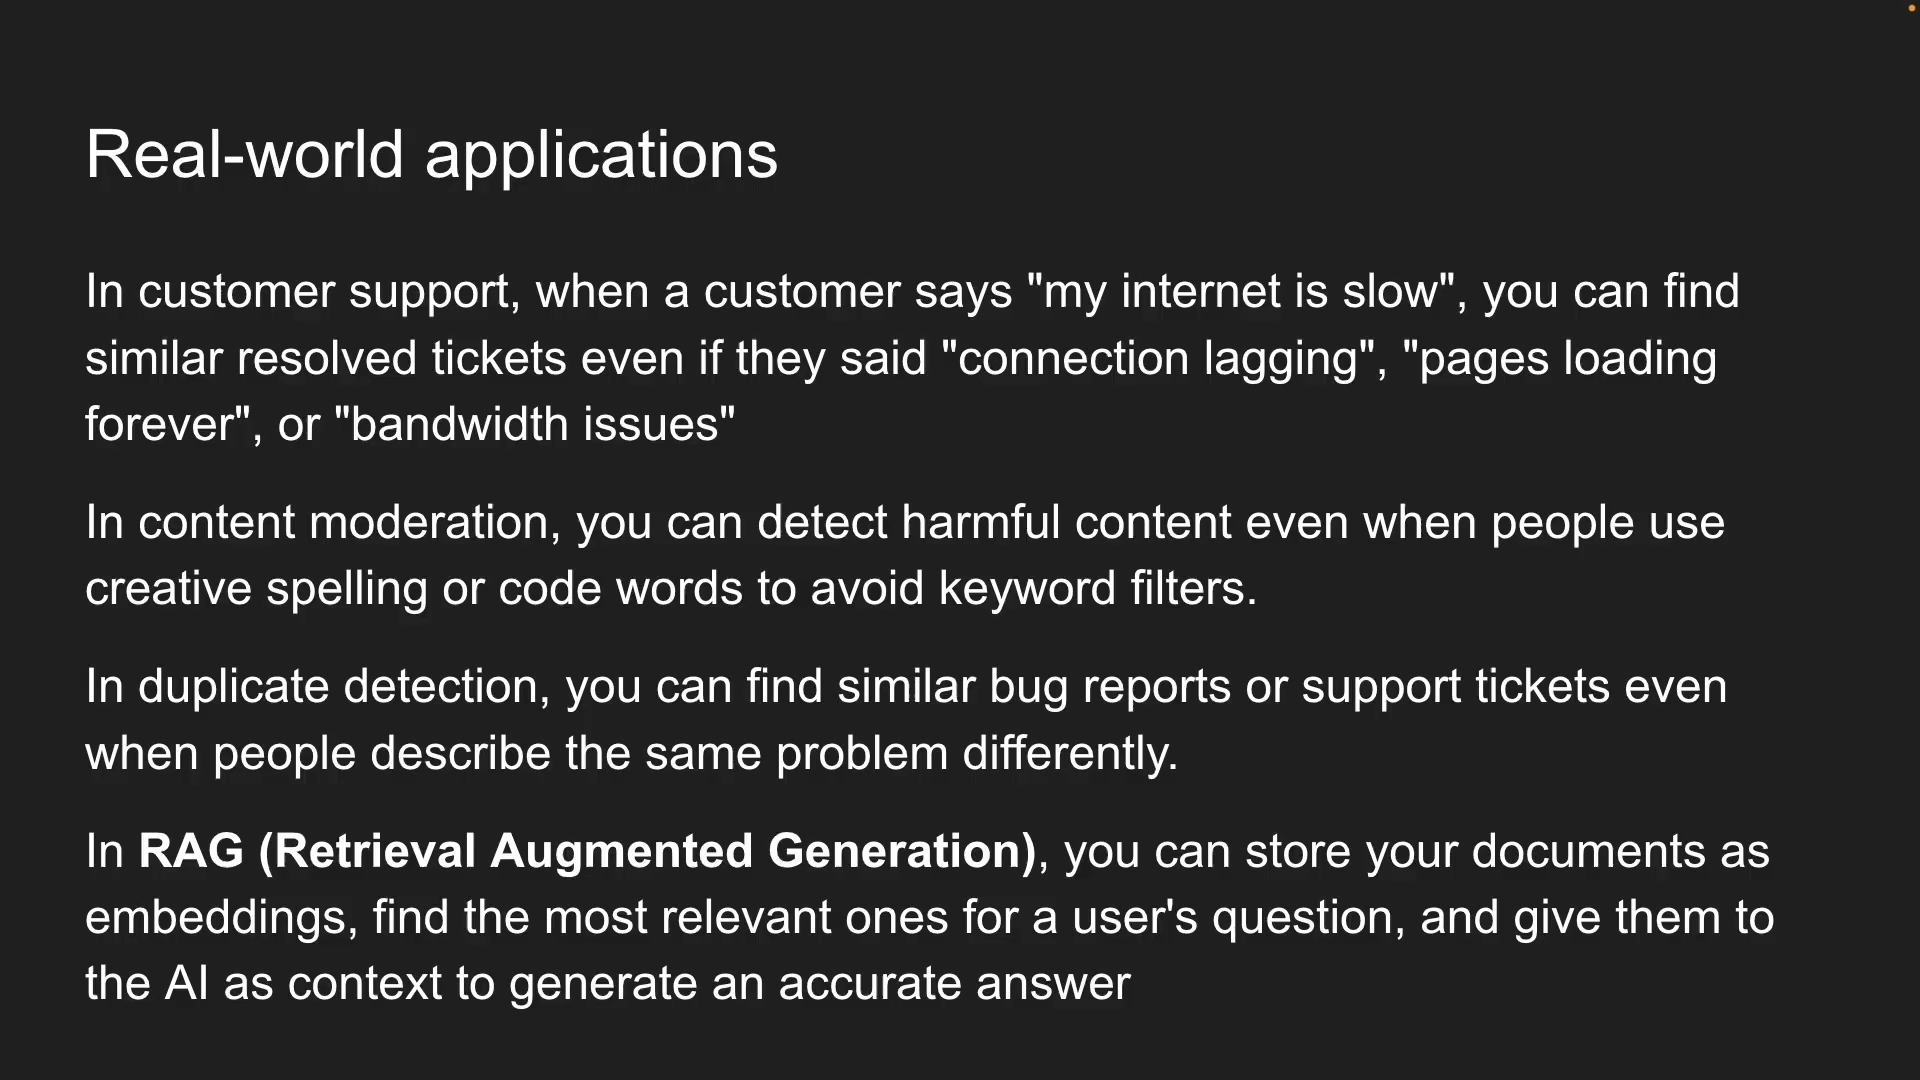 Real-world applications
In customer support, when a customer says "my internet is slow", you can find
similar resolved tickets even if they said "connection lagging", "pages loading
forever", or "bandwidth issues"
In content moderation, you can detect harmful content even when people use
creative spelling or code words to avoid keyword filters.
In duplicate detection, you can find similar bug reports or support tickets even
when people describe the same problem differently.
In RAG (Retrieval Augmented Generation), you can store your documents as
embeddings, find the most relevant ones for a user's question, and give them to
the AI as context to generate an accurate answer